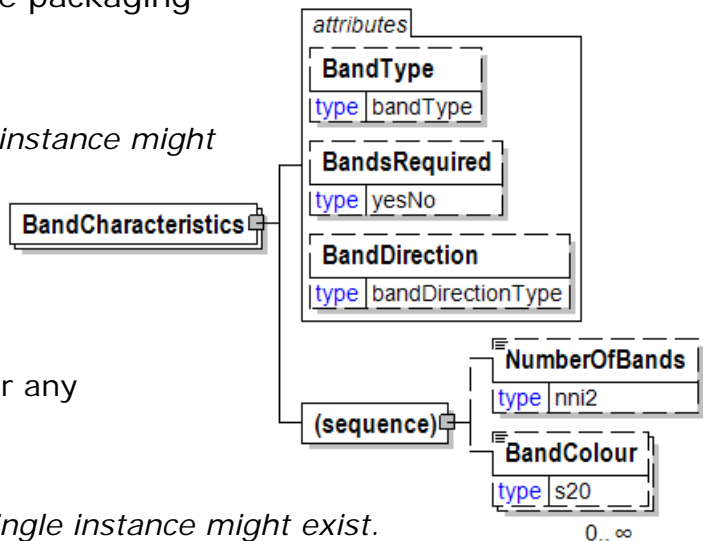 e packaging
instance might
r any
ingle instance might exist.
BandCharacteristics
attributes
BandType
type bandType
BandsRequired
type yesNo
BandDirection
type bandDirectionType
(sequence)
NumberOfBands
type nni2
BandColour
type s20
0.. ∞